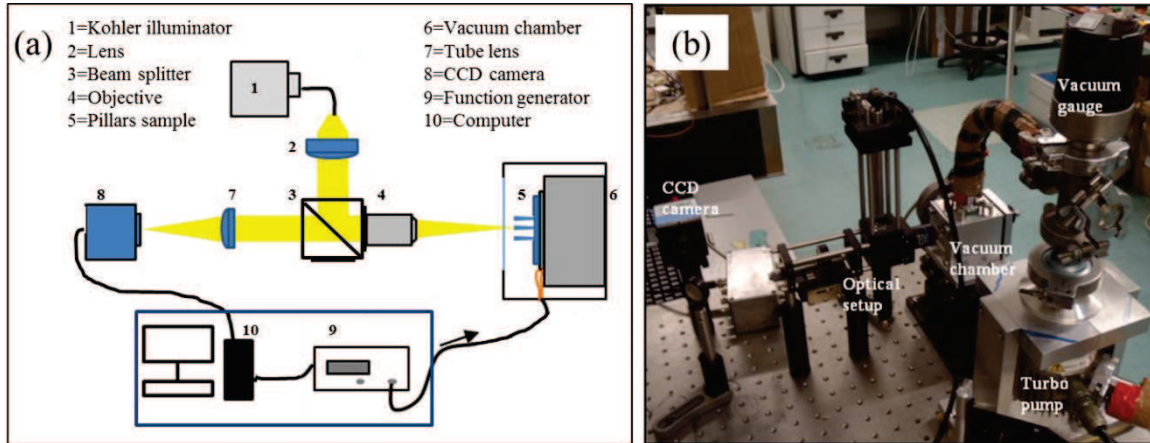 (a)
1=Kohler illuminator
2=Lens
3=Beam splitter
4=Objective
5=Pillars sample
6=Vacuum chamber
7=Tube lens
8=CCD camera
9=Function generator
10=Computer
1
2
8
7
3
4
5
6
10
9
(b)
Vacuum
gauge
CCD
camera
Vacuum
chamber
Optical
setup
Turbo
pump